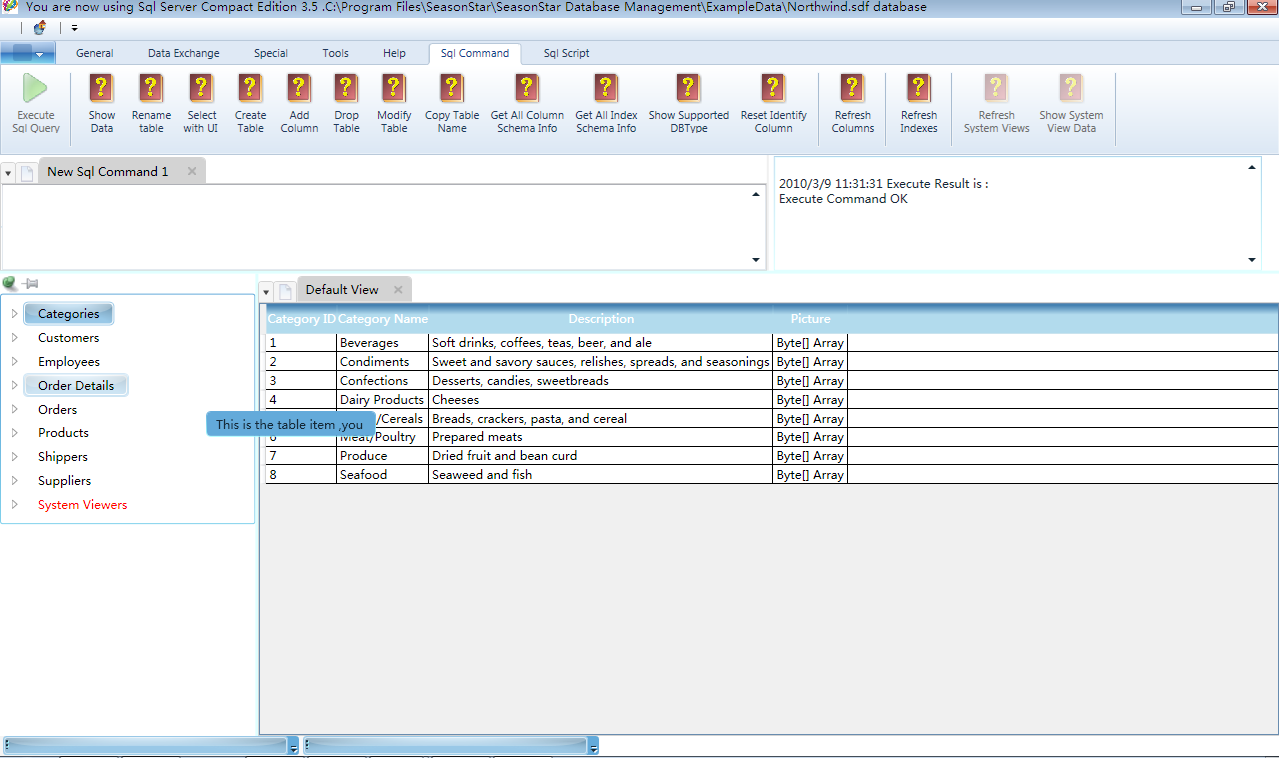 You are now using Sql Server Compact Edition 3.5 .C:\Program Files\SeasonStar\SeasonStar Database Management\ExampleData\Northwind.sdf database
General Data Exchange Special Tools Help Sql Command Sql Script
Execute Sql Query
Show Data
Rename table
Select with UI
Create Table
Add Column
Drop Table
Modify Table
Copy Table Name
Get All Column Schema Info
Get All Index Schema Info
Show Supported DBType
Reset Identify Column
Refresh Columns
Refresh Indexes
Refresh System Views
Show System View Data
New Sql Command 1
2010/3/9 11:31:31 Execute Result is :
Execute Command OK
Categories
Customers
Employees
Order Details
Orders
Products
Shippers
Suppliers
System Viewers
This is the table item ,you
Default View
Category ID Category Name Description Picture
1 Beverages Soft drinks, coffees, teas, beer, and ale Byte[] Array
2 Condiments Sweet and savory sauces, relishes, spreads, and seasonings Byte[] Array
3 Confections Desserts, candies, sweetbreads Byte[] Array
4 Dairy Products Cheeses Byte[] Array
/Cereals Breads, crackers, pasta, and cereal Byte[] Array
6 Meat/Poultry Prepared meats Byte[] Array
7 Produce Dried fruit and bean curd Byte[] Array
8 Seafood Seaweed and fish Byte[] Array